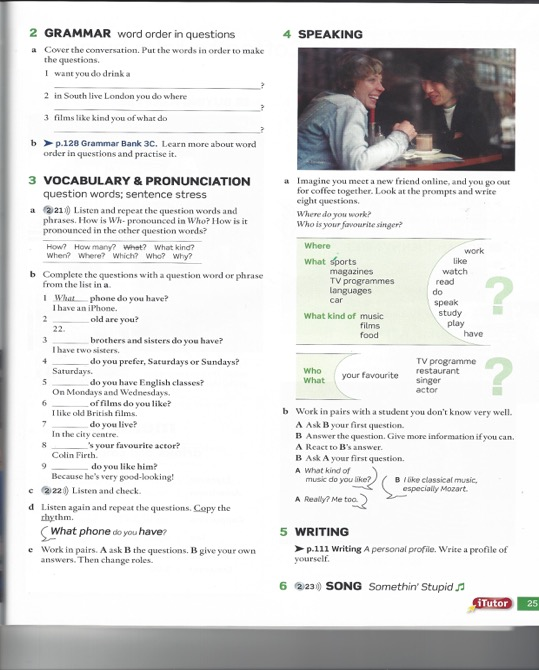 2 GRAMMAR word order in questions
a Cover the conversation. Put the words in order to make
the questions.
1 want you do drink a
?
2 in South live London you do where
?
3 films like kind you of what do
?
b ➤ p.128 Grammar Bank 3C. Learn more about word
order in questions and practise it.
3 VOCABULARY & PRONUNCIATION
question words; sentence stress
a 2 21)) Listen and repeat the question words and
phrases. How is Wh- pronounced in Who? How is it
pronounced in the other question words?
How? How many? What? What kind?
When? Where? Which? Who? Why?
b Complete the questions with a question word or phrase
from the list in a.
1 What phone do you have?
I have an iPhone.
2 ______ old are you?
22.
3 ______ brothers and sisters do you have?
I have two sisters.
4 ______ do you prefer, Saturdays or Sundays?
Saturdays.
5 ______ do you have English classes?
On Mondays and Wednesdays.
6 ______ of films do you like?
I like old British films.
7 ______ do you live?
In the city centre.
8 ______'s your favourite actor?
Colin Firth.
9 ______ do you like him?
Because he's very good-looking!
c 2 22)) Listen and check.
d Listen again and repeat the questions. Copy the
rhythm.
What phone do you have?
e Work in pairs. A ask B the questions. B give your own
answers. Then change roles.
4 SPEAKING
a Imagine you meet a new friend online, and you go out
for coffee together. Look at the prompts and write
eight questions.
Where do you work?
Who is your favourite singer?
Where
What sports
magazines
TV programmes
languages
car
What kind of music
films
food
work
like
watch
read
do
speak
study
play
have
?
Who
What
your favourite
TV programme
restaurant
singer
actor
?
b Work in pairs with a student you don't know very well.
A Ask B your first question.
B Answer the question. Give more information if you can.
A React to B's answer.
B Ask A your first question.
A What kind of
music do you like?
B I like classical music,
especially Mozart.
A Really? Me too.
5 WRITING
➤ p.111 Writing A personal profile. Write a profile of
yourself.
6 2 23)) SONG Somethin' Stupid ♫
iTutor
25